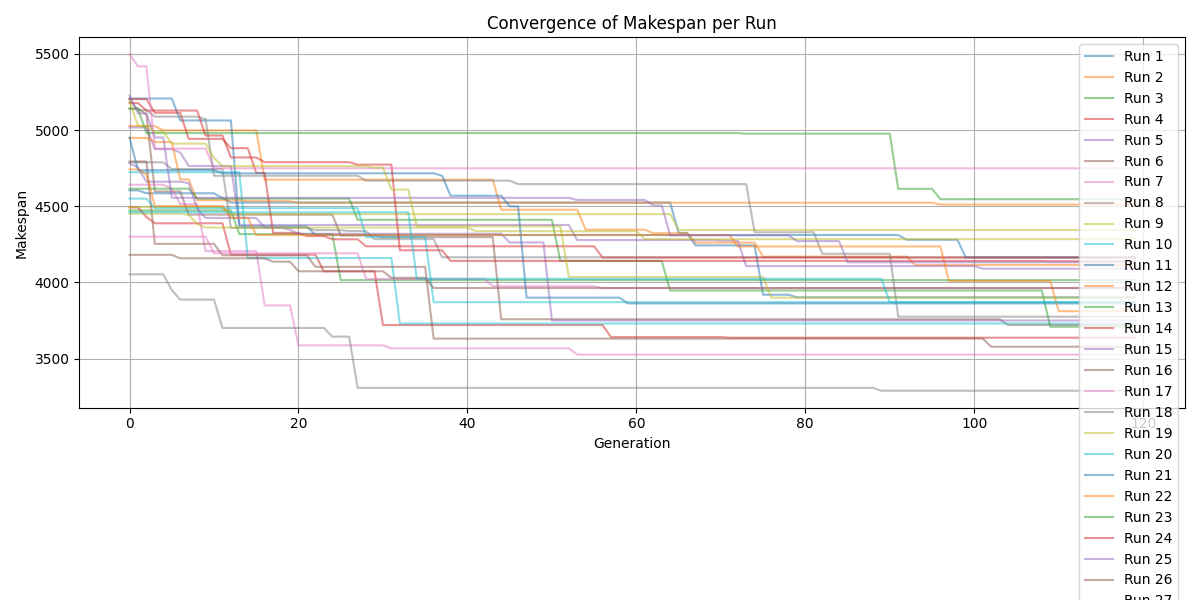 Convergence of Makespan per Run
5500
5000
4500
4000
3500
Makespan
0
20
40
60
80
100
120
Generation
Run 1
Run 2
Run 3
Run 4
Run 5
Run 6
Run 7
Run 8
Run 9
Run 10
Run 11
Run 12
Run 13
Run 14
Run 15
Run 16
Run 17
Run 18
Run 19
Run 20
Run 21
Run 22
Run 23
Run 24
Run 25
Run 26
Run 27